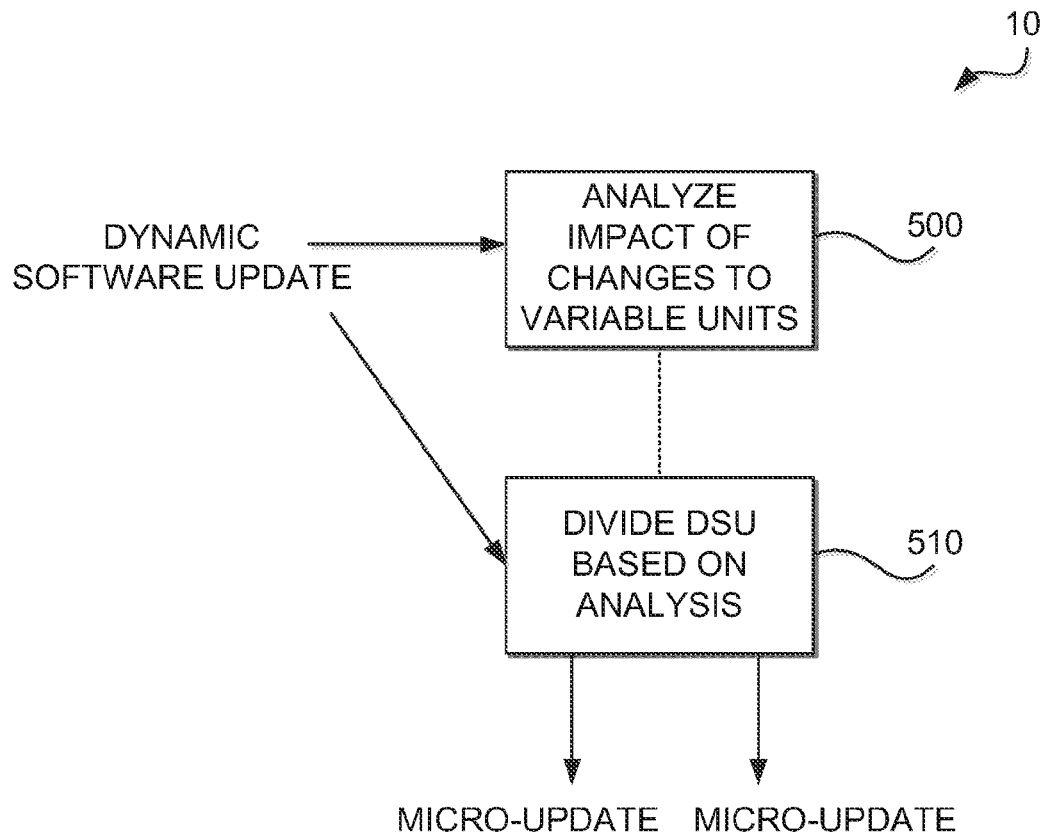 10
ANALYZE
IMPACT OF
CHANGES TO
VARIABLE UNITS
500
DYNAMIC
SOFTWARE UPDATE
DIVIDE DSU
BASED ON
ANALYSIS
510
MICRO-UPDATE MICRO-UPDATE